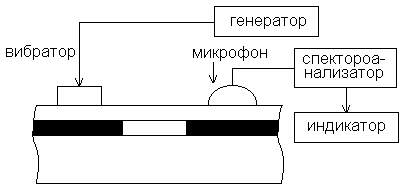 генератор
вибратор
микрофон
спектороа-
нализатор
индикатор